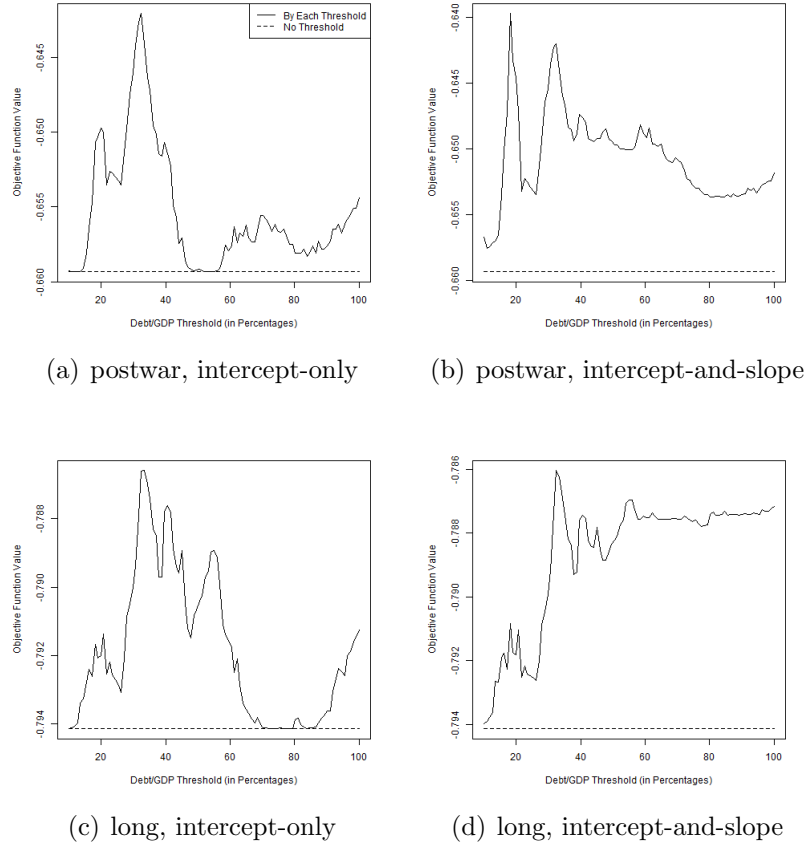 By Each Threshold
No Threshold
Objective Function Value
-0.645
-0.650
-0.655
-0.660
20 40 60 80 100
Debt/GDP Threshold (in Percentages)
(a) postwar, intercept-only
Objective Function Value
-0.640
-0.645
-0.650
-0.655
-0.660
20 40 60 80 100
Debt/GDP Threshold (in Percentages)
(b) postwar, intercept-and-slope
Objective Function Value
-0.788
-0.790
-0.792
-0.794
20 40 60 80 100
Debt/GDP Threshold (in Percentages)
(c) long, intercept-only
Objective Function Value
-0.786
-0.788
-0.790
-0.792
-0.794
20 40 60 80 100
Debt/GDP Threshold (in Percentages)
(d) long, intercept-and-slope